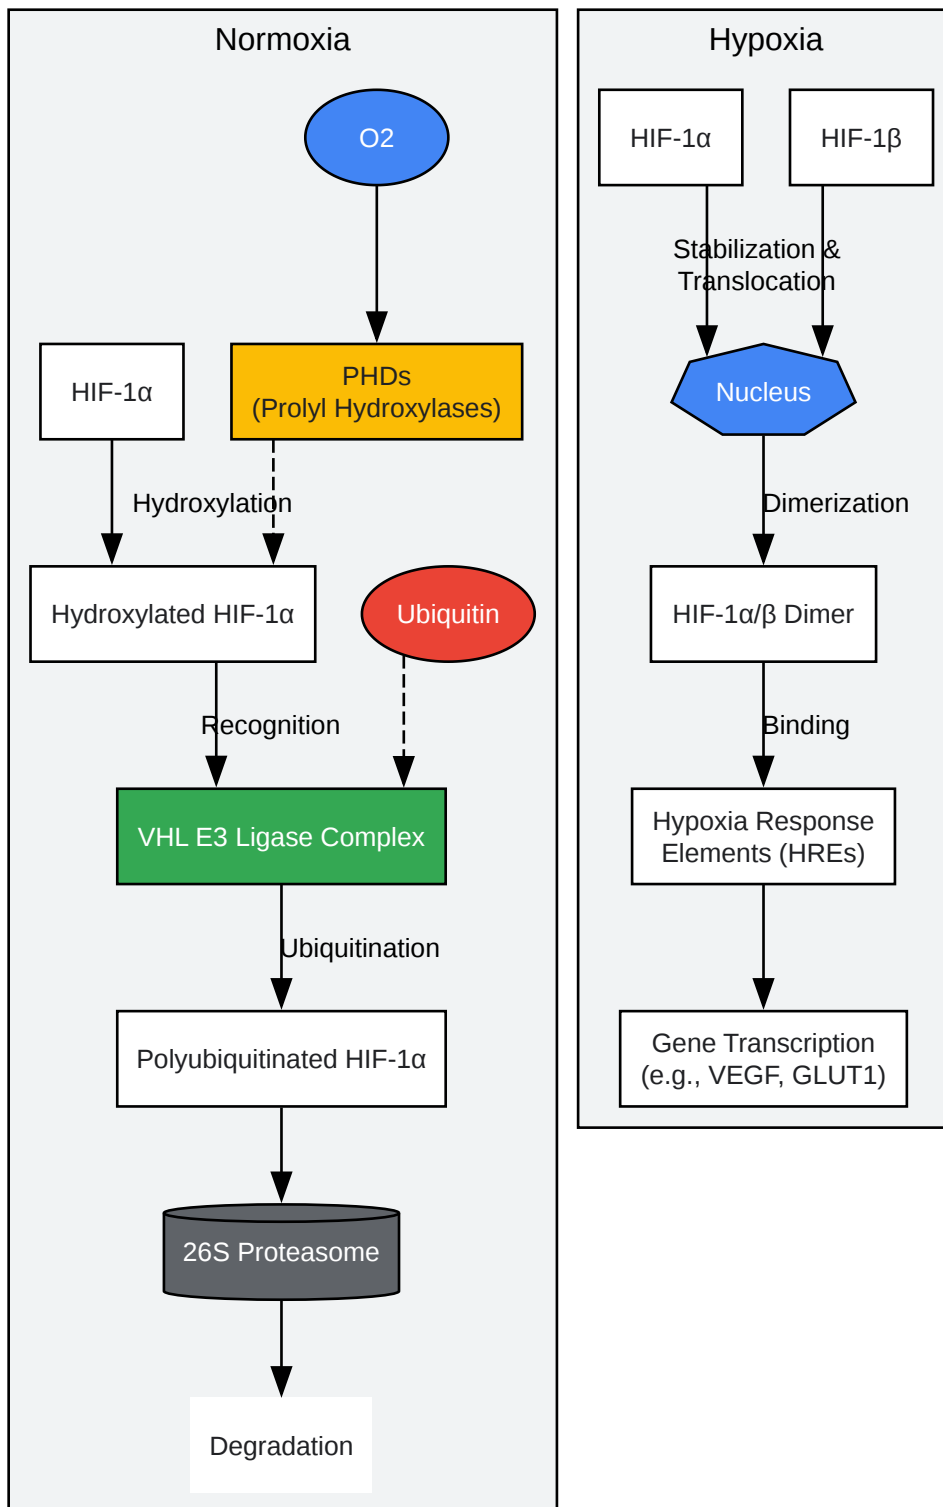 Normoxia
O2
HIF-1α
PHDs
(Prolyl Hydroxylases)
Hydroxylation
Hydroxylated HIF-1α
Ubiquitin
Recognition
VHL E3 Ligase Complex
Ubiquitination
Polyubiquitinated HIF-1α
26S Proteasome
Degradation
Hypoxia
HIF-1α
HIF-1β
Stabilization &
Translocation
Nucleus
Dimerization
HIF-1α/β Dimer
Binding
Hypoxia Response
Elements (HREs)
Gene Transcription
(e.g., VEGF, GLUT1)